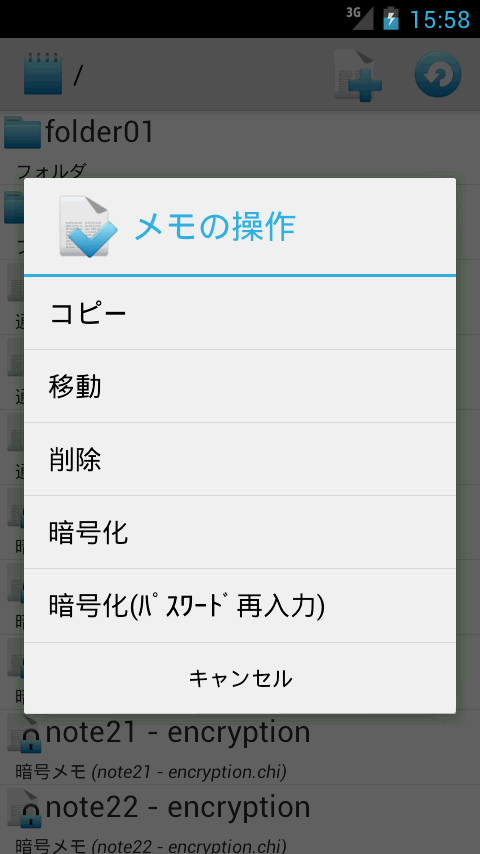 3G 15:58
/
folder01
フォルダ
メモの操作
コピー
移動
削除
暗号化
暗号化(ﾊﾟｽﾜｰﾄﾞ再入力)
キャンセル
note21 - encryption
暗号メモ (note21 - encryption.chi)
note22 - encryption
暗号メモ (note22 - encryption.chi)